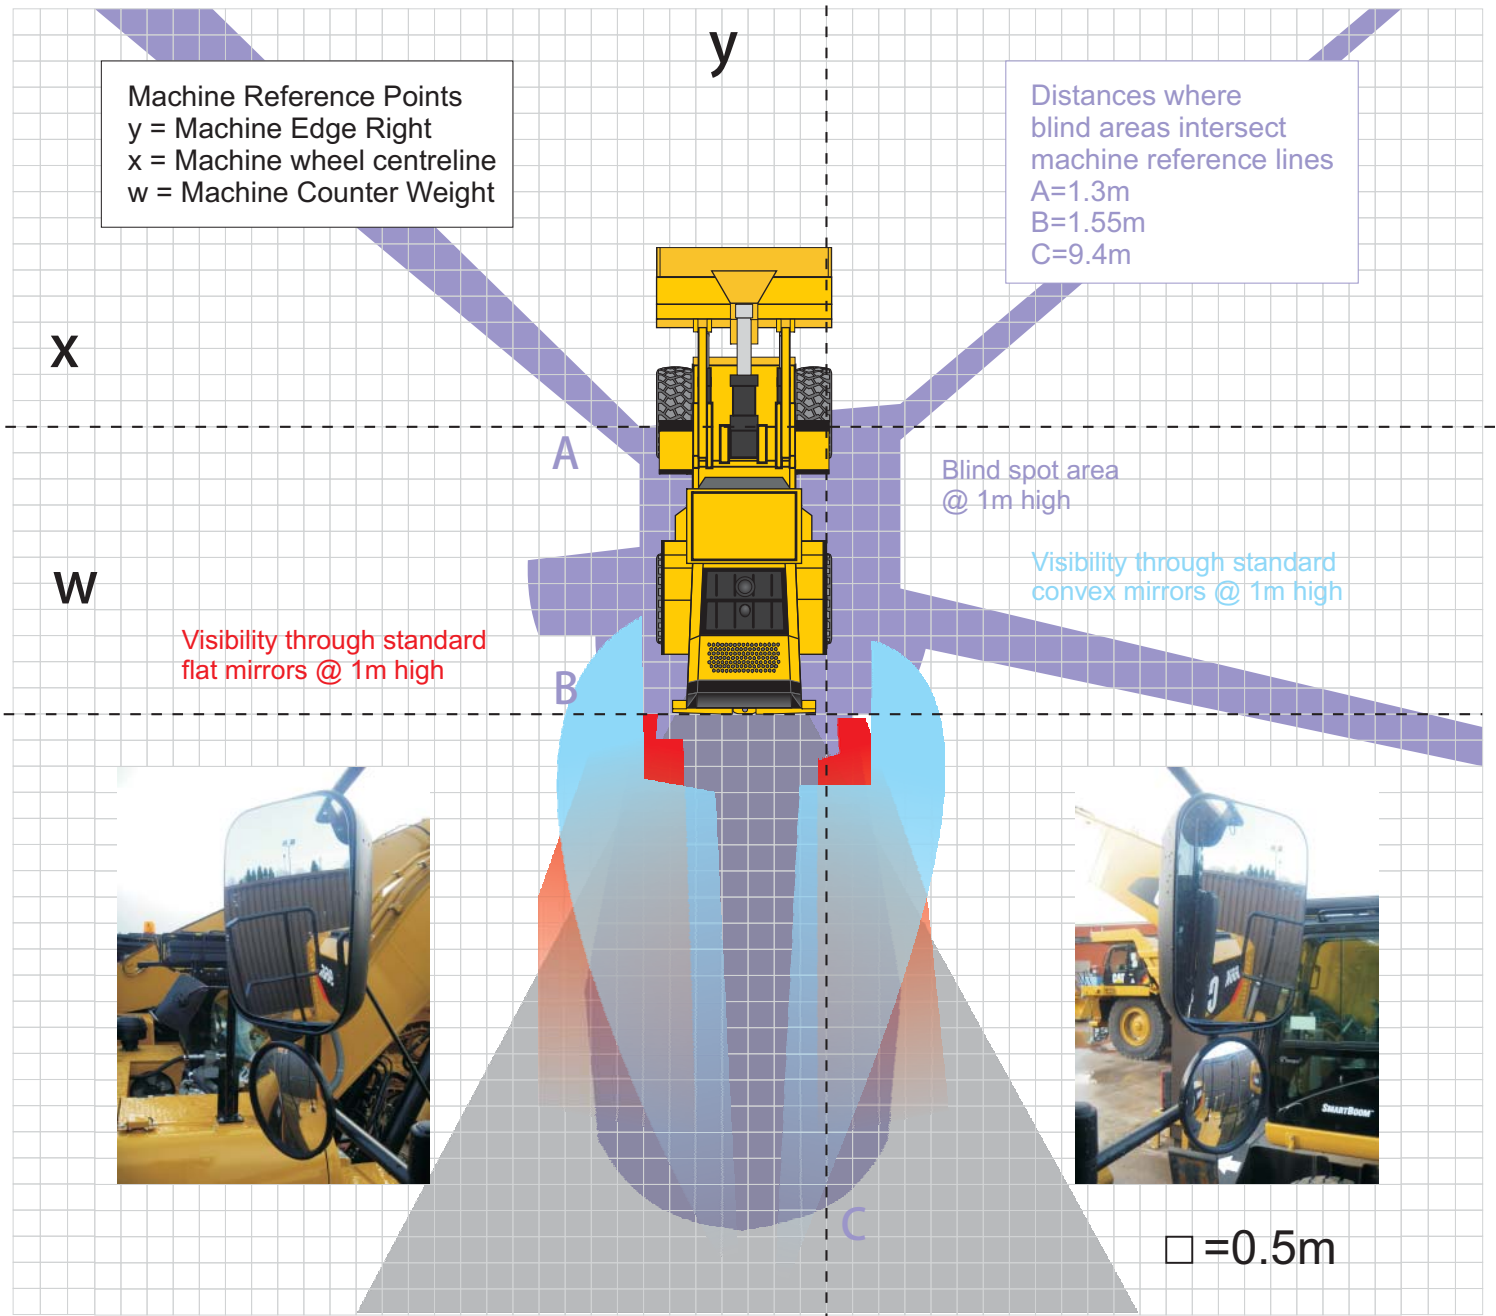 y
Machine Reference Points
y = Machine Edge Right
x = Machine wheel centreline
w = Machine Counter Weight
Distances where
blind areas intersect
machine reference lines
A=1.3m
B=1.55m
C=9.4m
x
A
Blind spot area
@ 1m high
w
Visibility through standard
convex mirrors @ 1m high
Visibility through standard
flat mirrors @ 1m high
B
CAT
SMARTBOOM
C
=0.5m